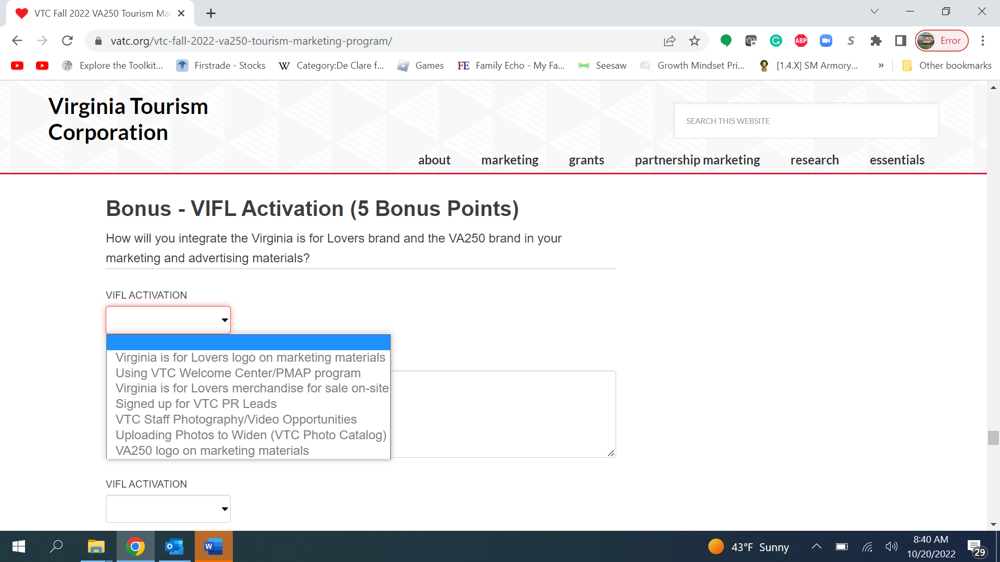 VTC Fall 2022 VA250 Tourism Ma
vatc.org/vtc-fall-2022-va250-tourism-marketing-program/
ABP
S
Error
Explore the Toolkit...
Firstrade - Stocks
W Category:De Clare f...
Games
FE Family Echo - My Fa...
Seesaw
Growth Mindset Pri...
[1.4.X] SM Armory...
»
Other bookmarks
Virginia Tourism
Corporation
SEARCH THIS WEBSITE
about marketing grants partnership marketing research essentials
Bonus - VIFL Activation (5 Bonus Points)
How will you integrate the Virginia is for Lovers brand and the VA250 brand in your
marketing and advertising materials?
VIFL ACTIVATION
Virginia is for Lovers logo on marketing materials
Using VTC Welcome Center/PMAP program
Virginia is for Lovers merchandise for sale on-site
Signed up for VTC PR Leads
VTC Staff Photography/Video Opportunities
Uploading Photos to Widen (VTC Photo Catalog)
VA250 logo on marketing materials
VIFL ACTIVATION
43°F Sunny
8:40 AM
10/20/2022
29